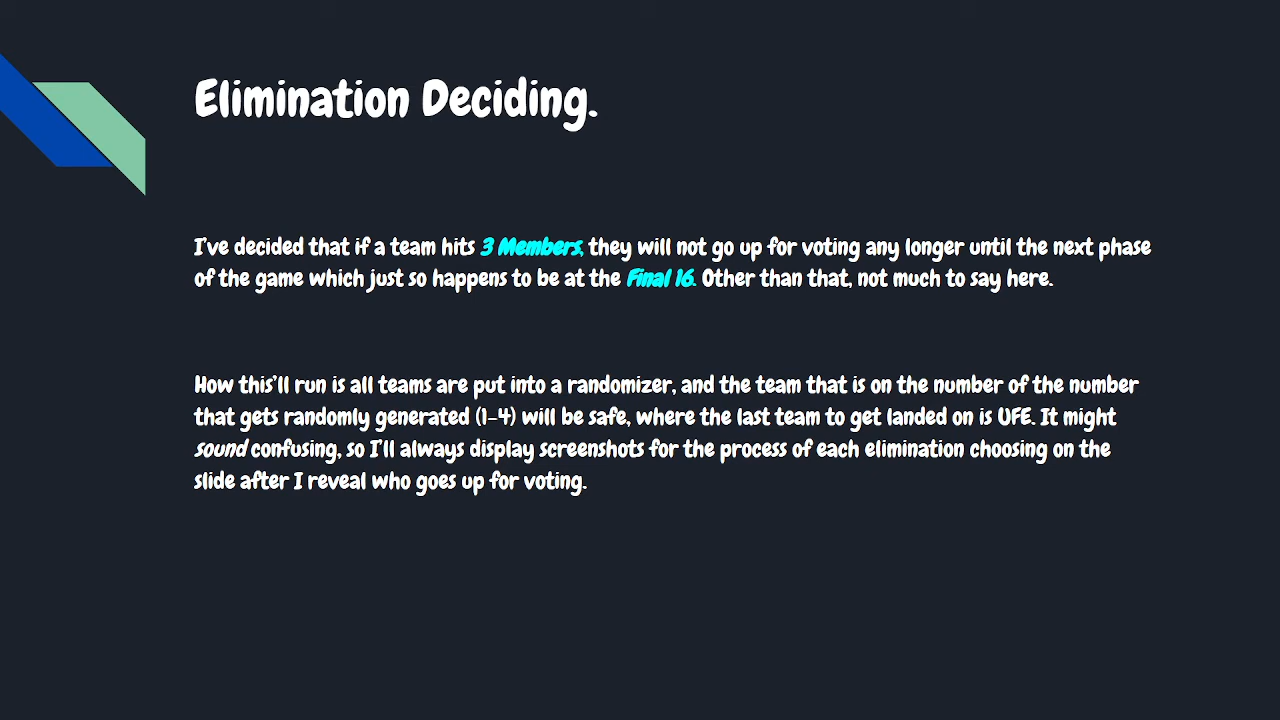 Elimination Deciding.
I've decided that if a team hits 3 Members, they will not go up for voting any longer until the next phase
of the game which just so happens to be at the Final 16. Other than that, not much to say here.
How this'll run is all teams are put into a randomizer, and the team that is on the number of the number
that gets randomly generated (1-4) will be safe, where the last team to get landed on is UFE. It might
sound confusing, so I'll always display screenshots for the process of each elimination choosing on the
slide after I reveal who goes up for voting.